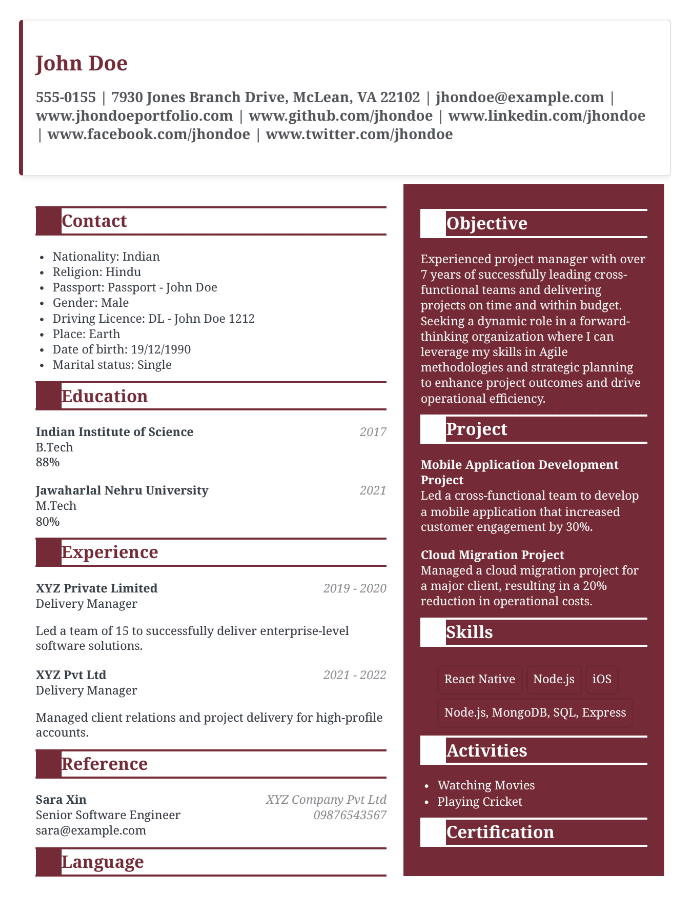 John Doe
555-0155 | 7930 Jones Branch Drive, McLean, VA 22102 | jhondoe@example.com |
www.jhondoeportfolio.com | www.github.com/jhondoe | www.linkedin.com/jhondoe
| www.facebook.com/jhondoe | www.twitter.com/jhondoe
Contact
• Nationality: Indian
• Religion: Hindu
• Passport: Passport - John Doe
• Gender: Male
• Driving Licence: DL - John Doe 1212
• Place: Earth
• Date of birth: 19/12/1990
• Marital status: Single
Education
Indian Institute of Science 2017
B.Tech
88%
Jawaharlal Nehru University 2021
M.Tech
80%
Experience
XYZ Private Limited 2019 - 2020
Delivery Manager
Led a team of 15 to successfully deliver enterprise-level
software solutions.
XYZ Pvt Ltd 2021 - 2022
Delivery Manager
Managed client relations and project delivery for high-profile
accounts.
Reference
Sara Xin XYZ Company Pvt Ltd
Senior Software Engineer 09876543567
sara@example.com
Language
Objective
Experienced project manager with over
7 years of successfully leading cross-
functional teams and delivering
projects on time and within budget.
Seeking a dynamic role in a forward-
thinking organization where I can
leverage my skills in Agile
methodologies and strategic planning
to enhance project outcomes and drive
operational efficiency.
Project
Mobile Application Development
Project
Led a cross-functional team to develop
a mobile application that increased
customer engagement by 30%.
Cloud Migration Project
Managed a cloud migration project for
a major client, resulting in a 20%
reduction in operational costs.
Skills
React Native Node.js iOS
Node.js, MongoDB, SQL, Express
Activities
• Watching Movies
• Playing Cricket
Certification